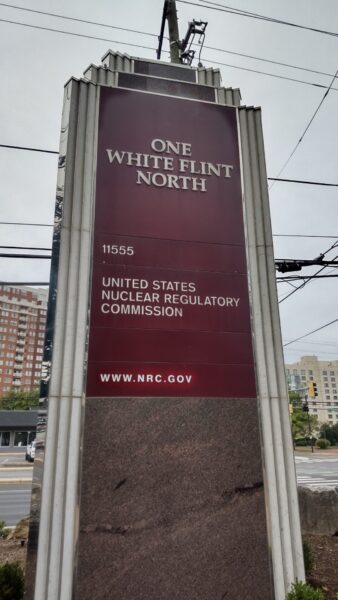 ONE
WHITE FLINT
NORTH
11555
UNITED STATES
NUCLEAR REGULATORY
COMMISSION
WWW.NRC.GOV